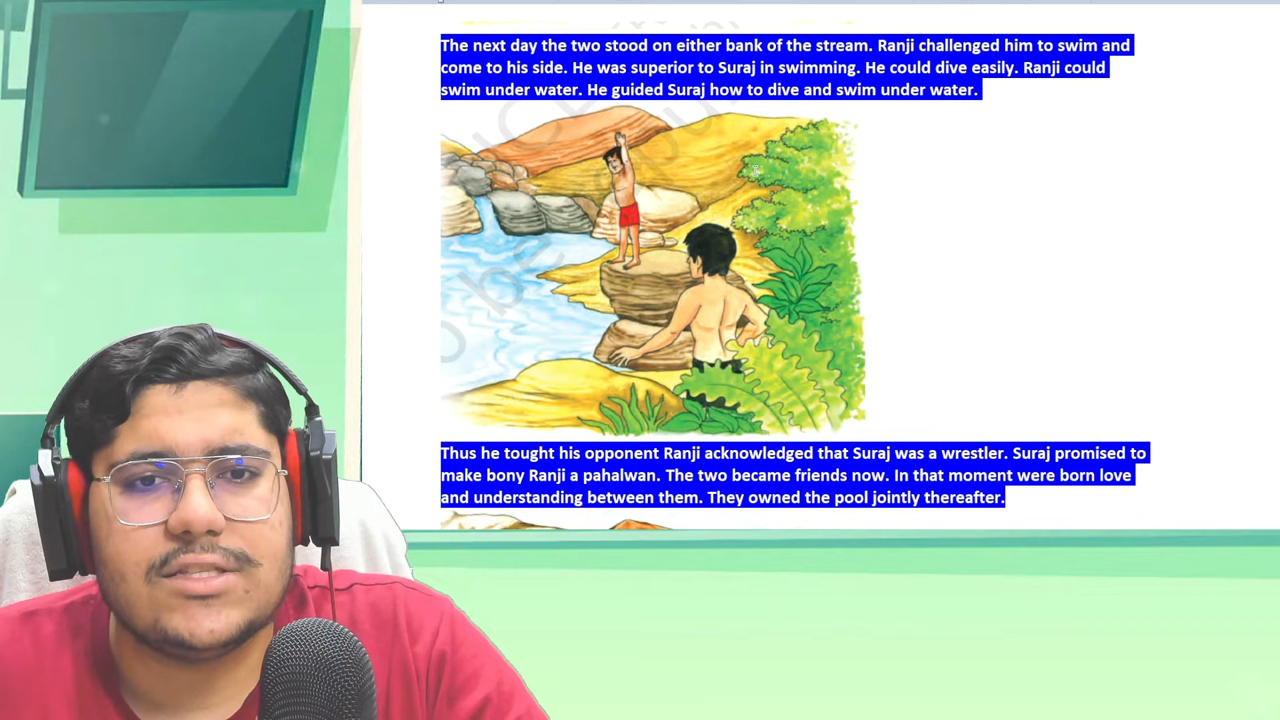 The next day the two stood on either bank of the stream. Ranji challenged him to swim and
come to his side. He was superior to Suraj in swimming. He could dive easily. Ranji could
swim under water. He guided Suraj how to dive and swim under water.
Thus he tought his opponent Ranji acknowledged that Suraj was a wrestler. Suraj promised to
make bony Ranji a pahalwan. The two became friends now. In that moment were born love
and understanding between them. They owned the pool jointly thereafter.